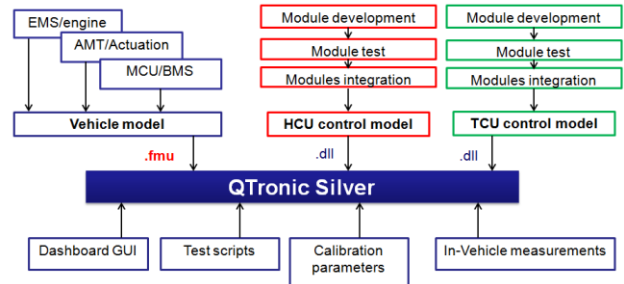 EMS/engine
AMT/Actuation
MCU/BMS
Vehicle model
.fmu
Module development
Module test
Modules integration
HCU control model
.dll
Module development
Module test
Modules integration
TCU control model
.dll
QTronic Silver
Dashboard GUI
Test scripts
Calibration
parameters
In-Vehicle measurements